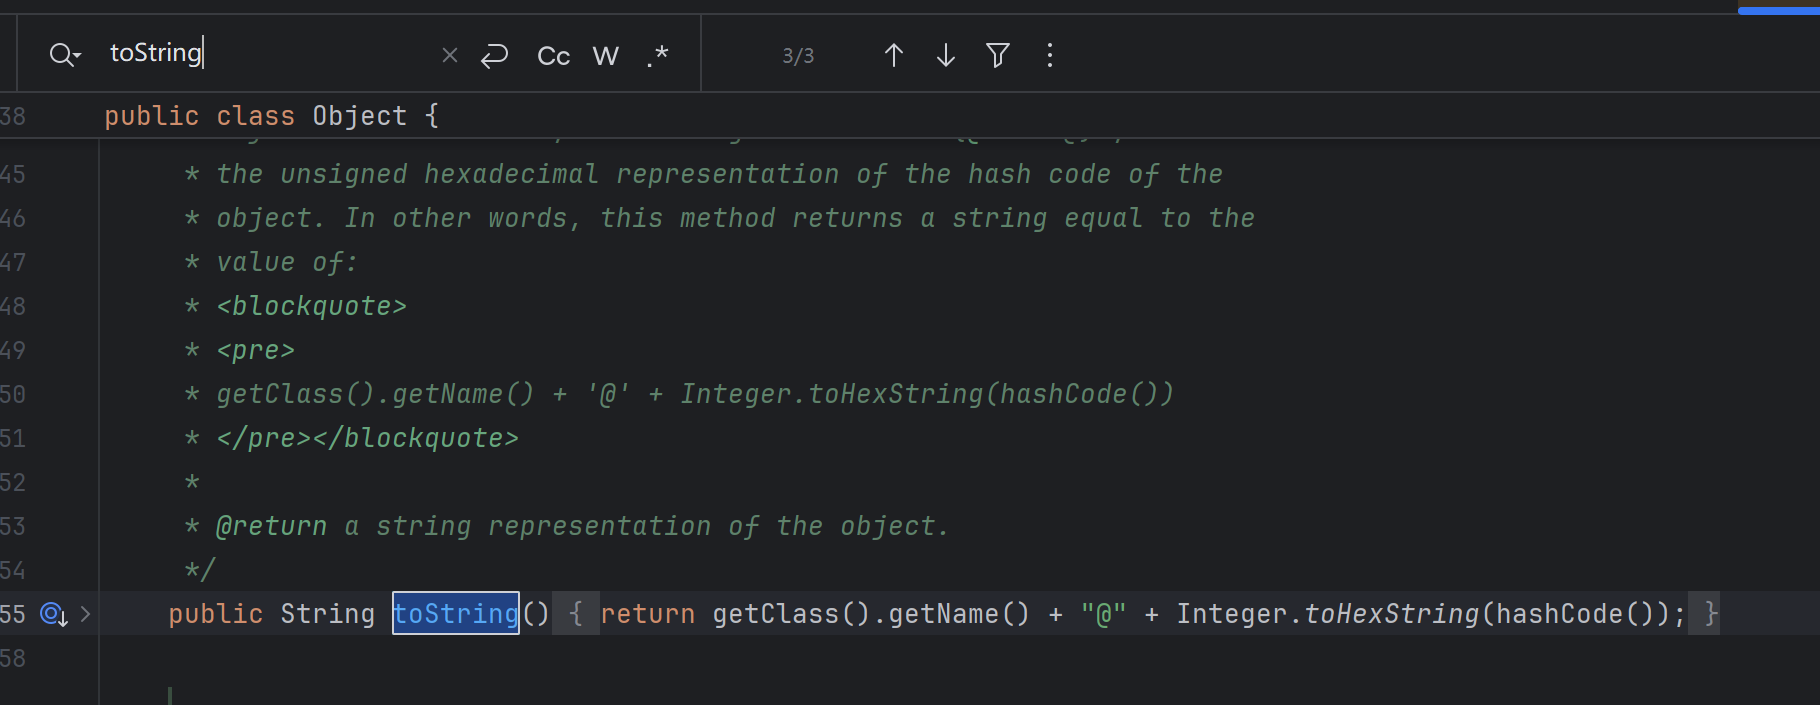 toString
Cc W .*
3/3
38 public class Object {
45 * the unsigned hexadecimal representation of the hash code of the
46 * object. In other words, this method returns a string equal to the
47 * value of:
48 * <blockquote>
49 * <pre>
50 * getClass().getName() + '@' + Integer.toHexString(hashCode())
51 * </pre></blockquote>
52 *
53 * @return a string representation of the object.
54 */
55 public String toString() { return getClass().getName() + "@" + Integer.toHexString(hashCode()); }
58